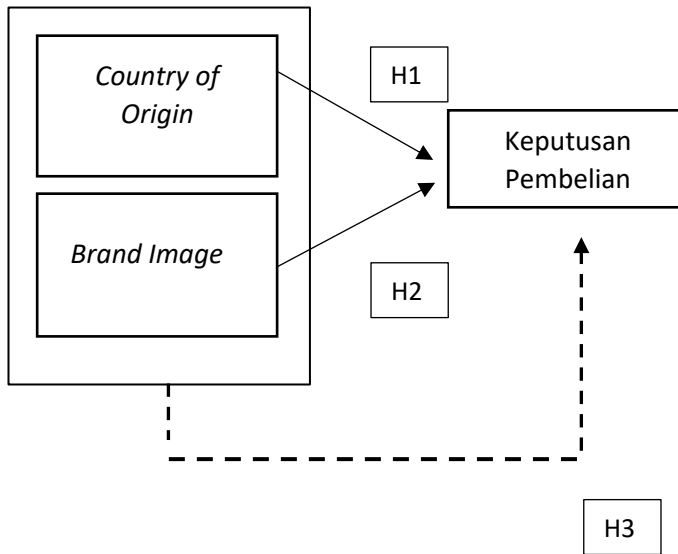 Country of
Origin
H1
Keputusan
Pembelian
Brand Image
H2
H3